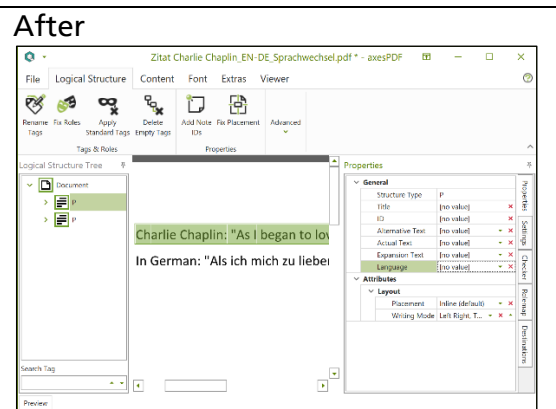 After
Zitat Charlie Chaplin_EN-DE_Sprachwechsel.pdf * - axesPDF
File Logical Structure Content Font Extras Viewer
Rename Tags
Fix Roles
Apply Standard Tags
Delete Empty Tags
Add Note IDs
Fix Placement
Advanced
Tags & Roles
Properties
Logical Structure Tree
Document
P
P
Search Tag
Preview
Charlie Chaplin: "As I began to lov
In German: "Als ich mich zu lieben
Properties
General
Structure Type P
Title [no value]
ID [no value]
Alternative Text [no value]
Actual Text [no value]
Expansion Text [no value]
Language [no value]
Attributes
Layout
Placement Inline (default)
Writing Mode Left Right, T...
Properties
Settings
Checker
Rolemap
Destinations